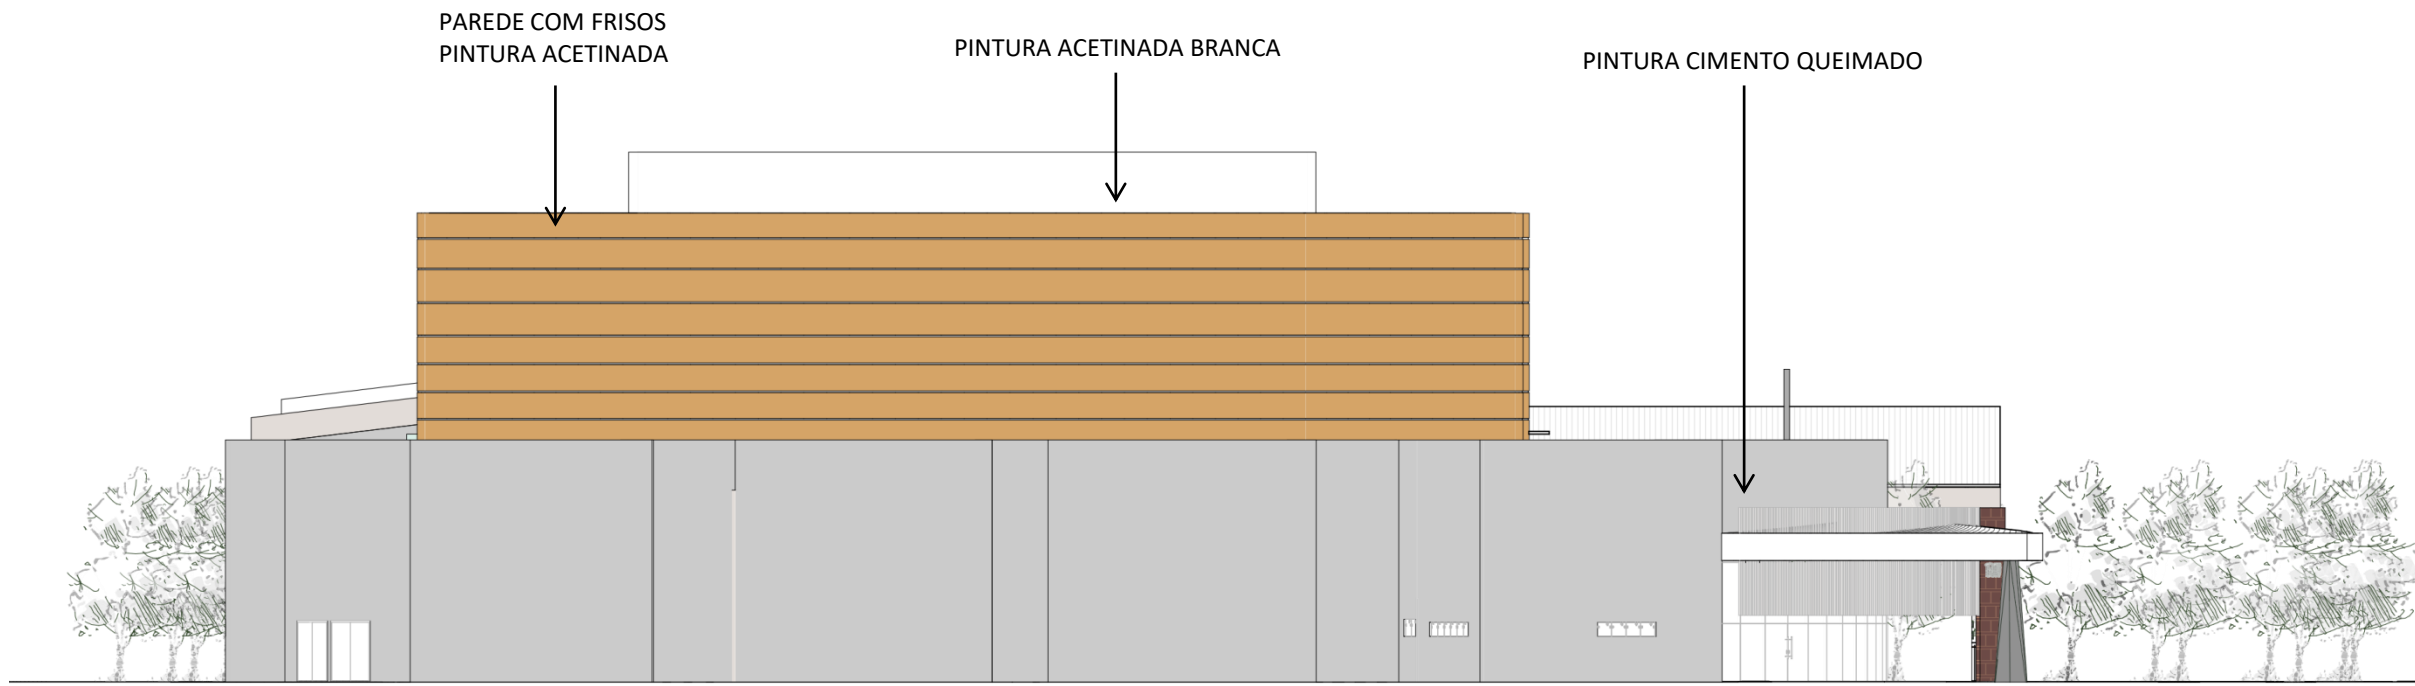 PAREDE COM FRISOS
PINTURA ACETINADA
PINTURA ACETINADA BRANCA
PINTURA CIMENTO QUEIMADO